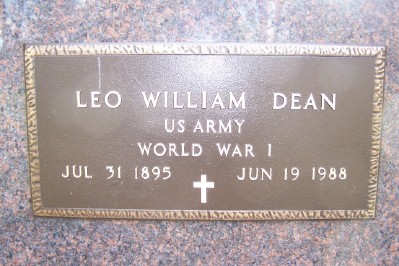 LEO WILLIAM DEAN
US ARMY
WORLD WAR I
JUL 31 1895 JUN 19 1988